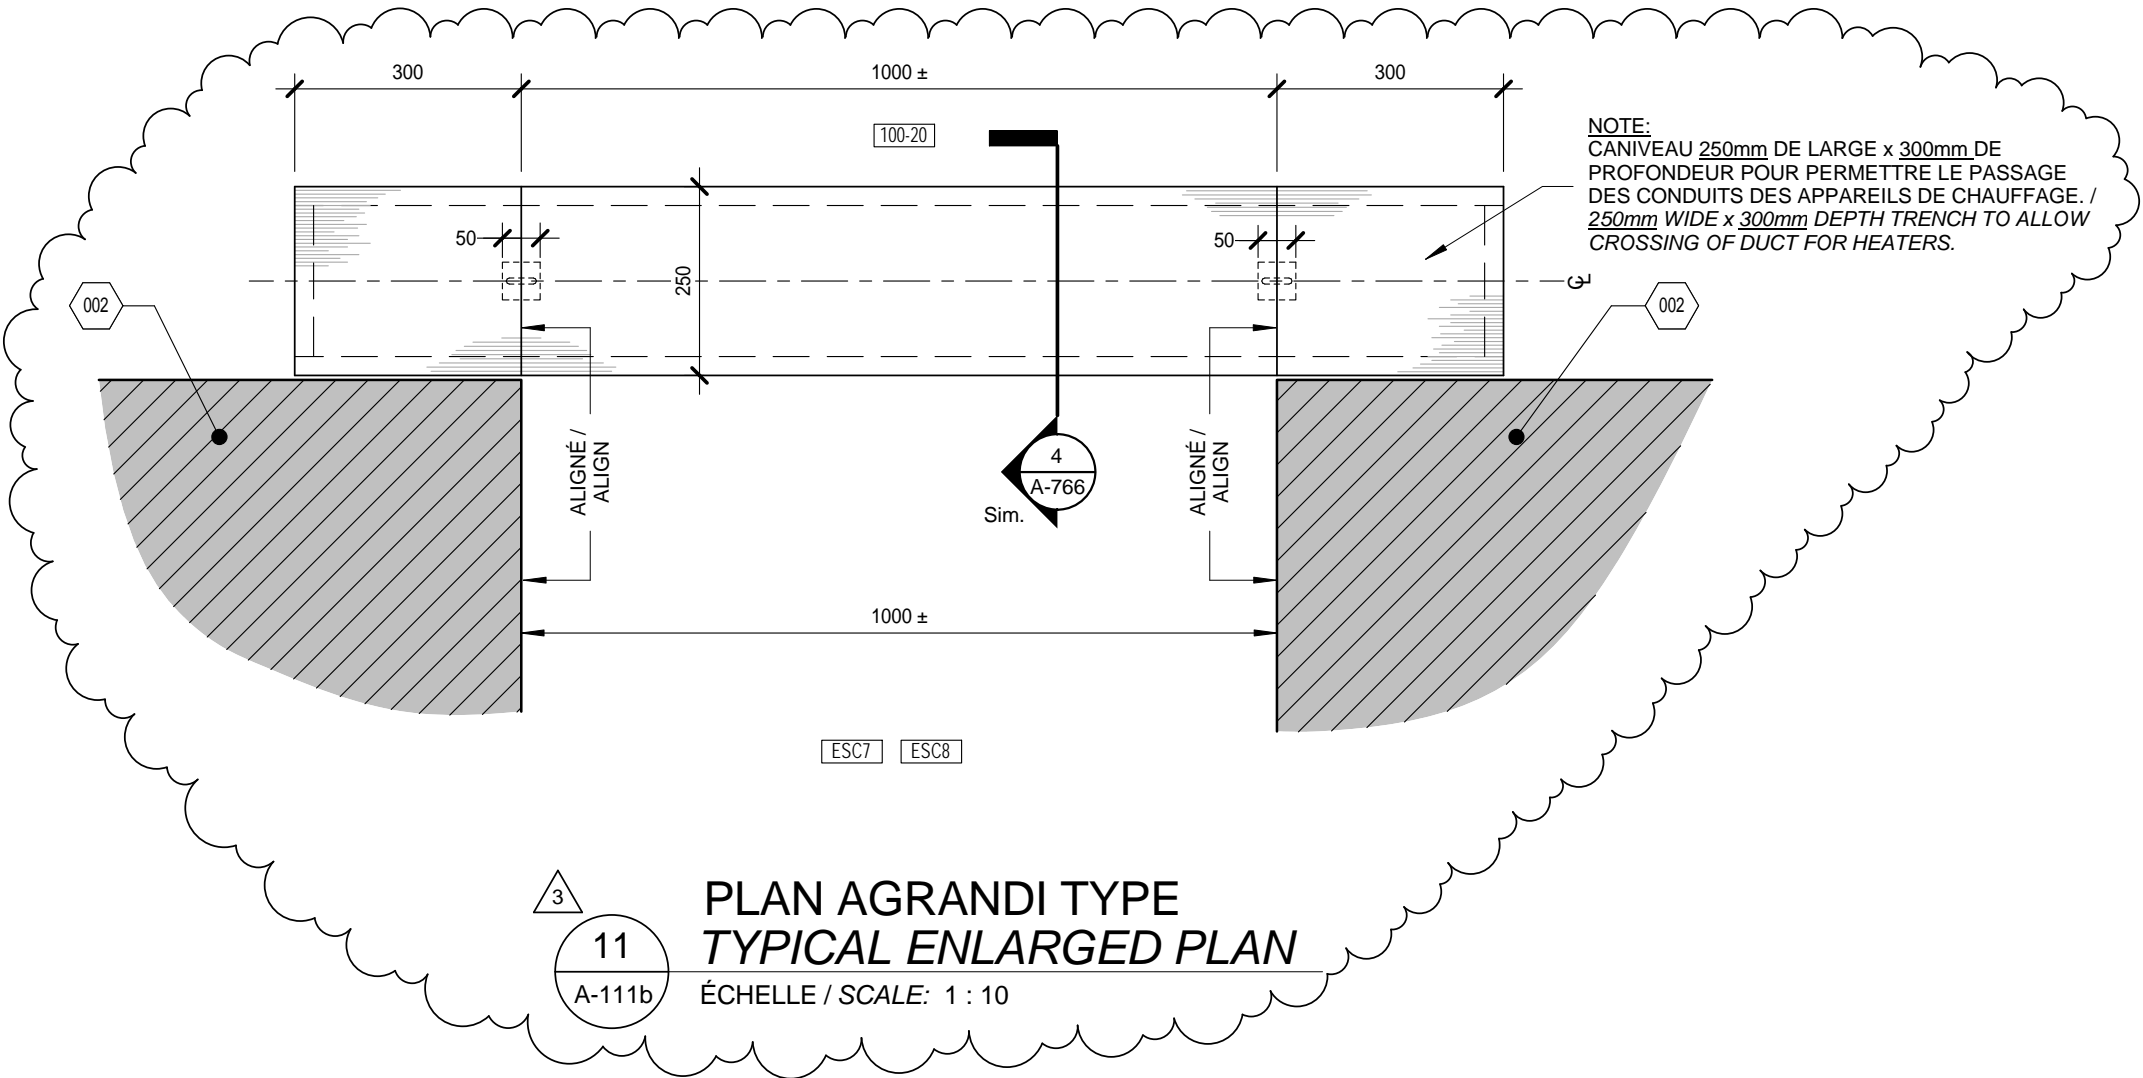 300
1000 ±
300
100-20
NOTE:
CANIVEAU 250mm DE LARGE x 300mm DE
PROFONDEUR POUR PERMETTRE LE PASSAGE
DES CONDUITS DES APPAREILS DE CHAUFFAGE. /
250mm WIDE x 300mm DEPTH TRENCH TO ALLOW
CROSSING OF DUCT FOR HEATERS.
50
50
250
CL
002
002
ALIGNÉ /
ALIGN
4
A-766
Sim.
ALIGNÉ /
ALIGN
1000 ±
ESC7
ESC8
3
11
A-111b
PLAN AGRANDI TYPE
TYPICAL ENLARGED PLAN
ÉCHELLE / SCALE: 1 : 10